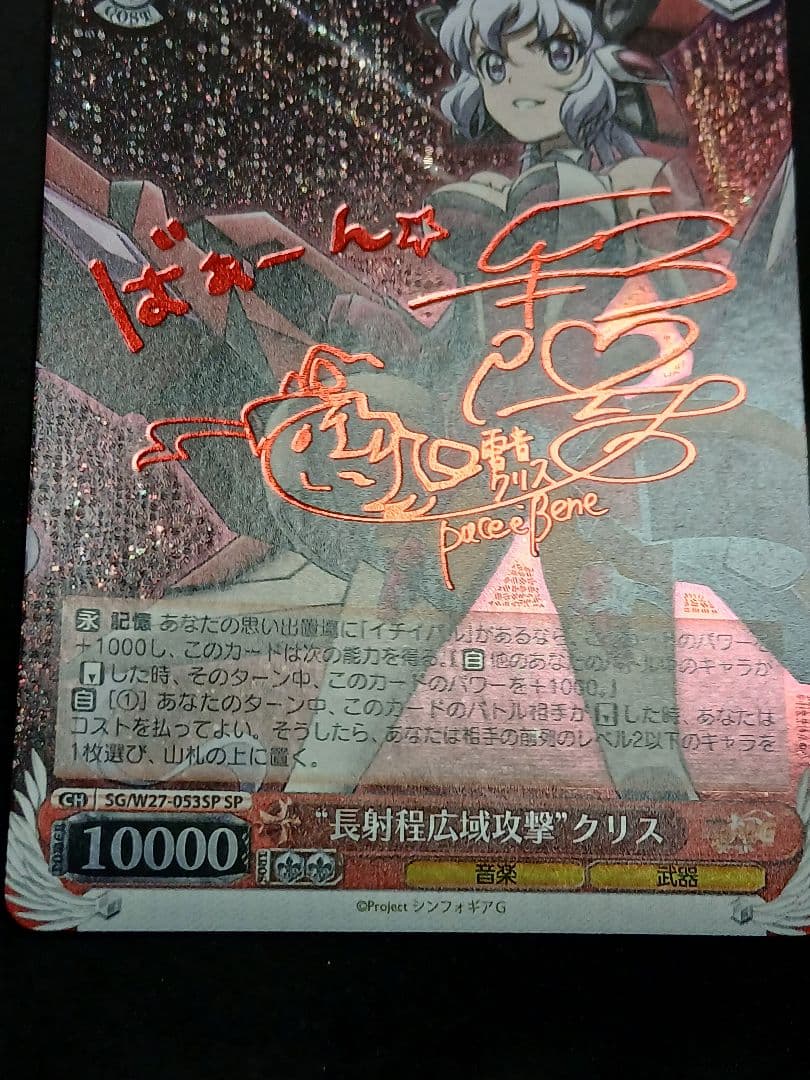 COST
ばぁーん☆
雪音
クリス
pace e Bene
永 記憶 あなたの思い出置場に「イチイバル」があるなら、このカードのパワーを
+1000し、このカードは次の能力を得る。『自 他のあなたのバトル中のキャラが
した時、そのターン中、このカードのパワーを+1000。』
自 [①] あなたのターン中、このカードのバトル相手が した時、あなたは
コストを払ってよい。そうしたら、あなたは相手の前列のレベル2以下のキャラを
1枚選び、山札の上に置く。
CH SG/W27-053SP SP
10000
“長射程広域攻撃”クリス
音楽 武器
©Project シンフォギアG